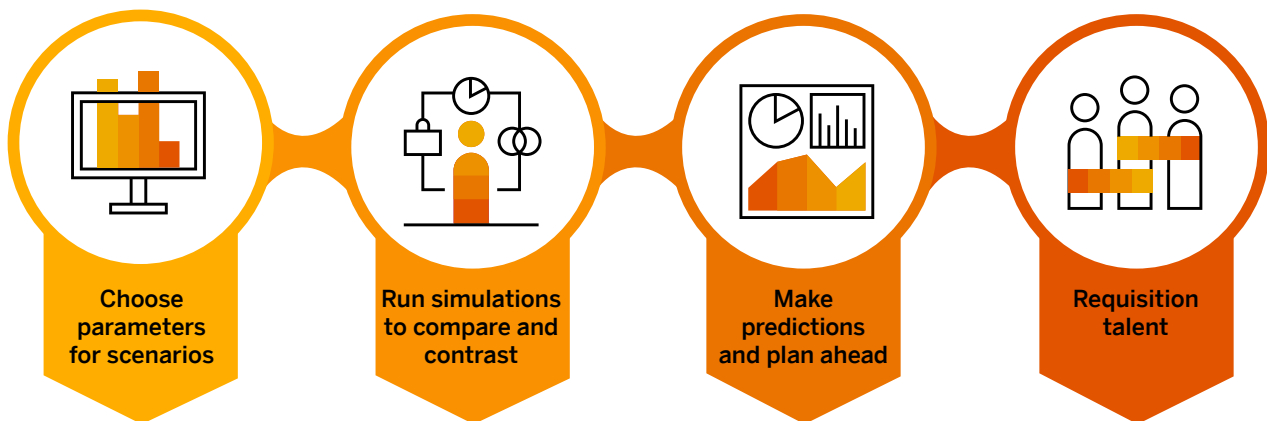 Choose
parameters
for scenarios
Run simulations
to compare and
contrast
Make
predictions
and plan ahead
Requisition
talent